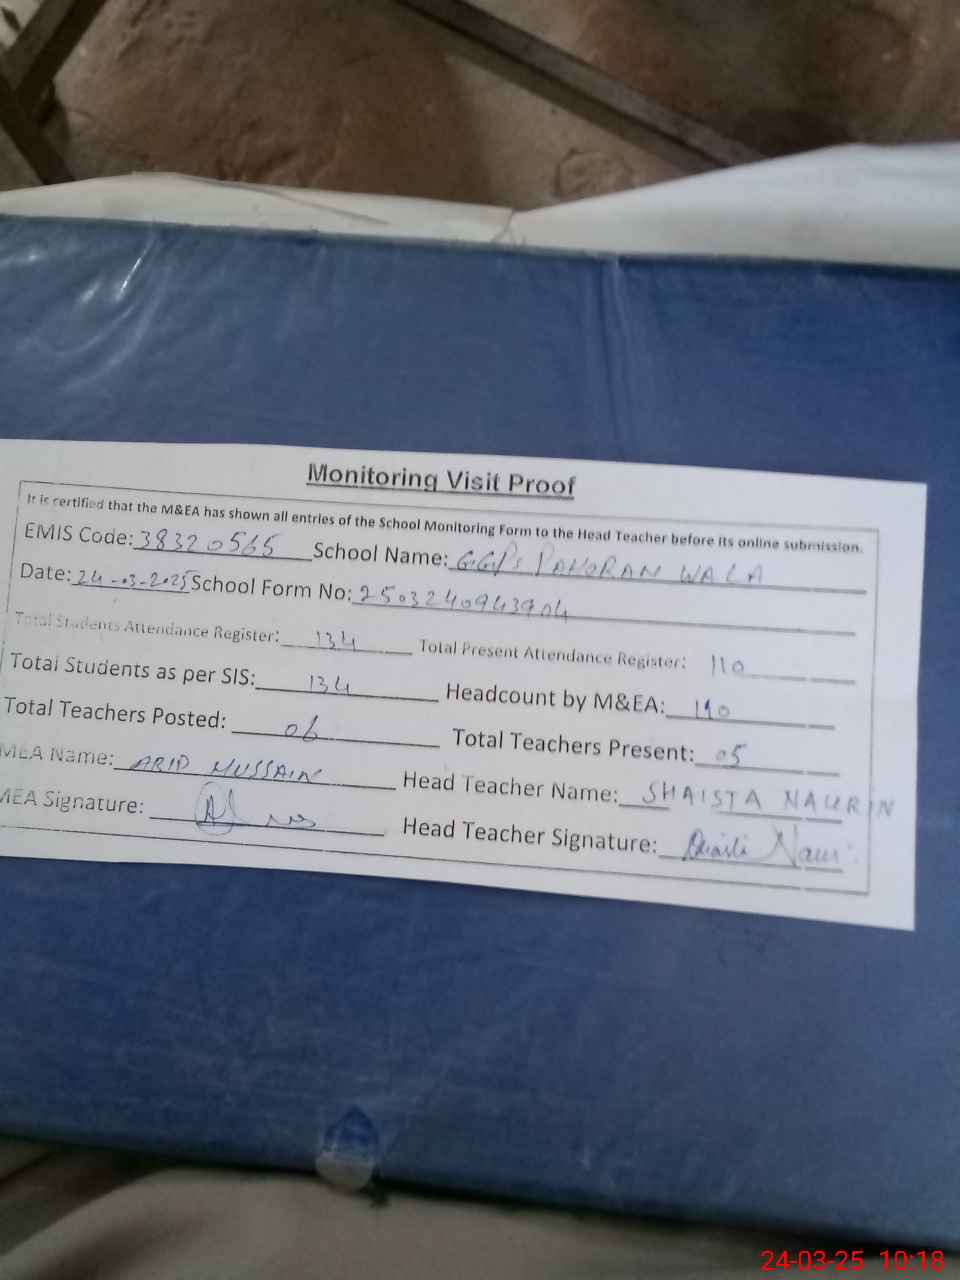 Monitoring Visit Proof
It is certified that the M&EA has shown all entries of the School Monitoring Form to the Head Teacher before its online submission.
EMIS Code: 38320565 School Name: GGPS PAHORAN WALA
Date: 24-03-2025 School Form No: 2503240943904
Total Students Attendance Register: 134 Total Present Attendance Register: 110
Total Students as per SIS: 134 Headcount by M&EA: 110
Total Teachers Posted: 06 Total Teachers Present: 05
MEA Name: ARID HUSSAIN Head Teacher Name: SHAISTA NAURIN
MEA Signature: Head Teacher Signature:
24-03-25 10:18